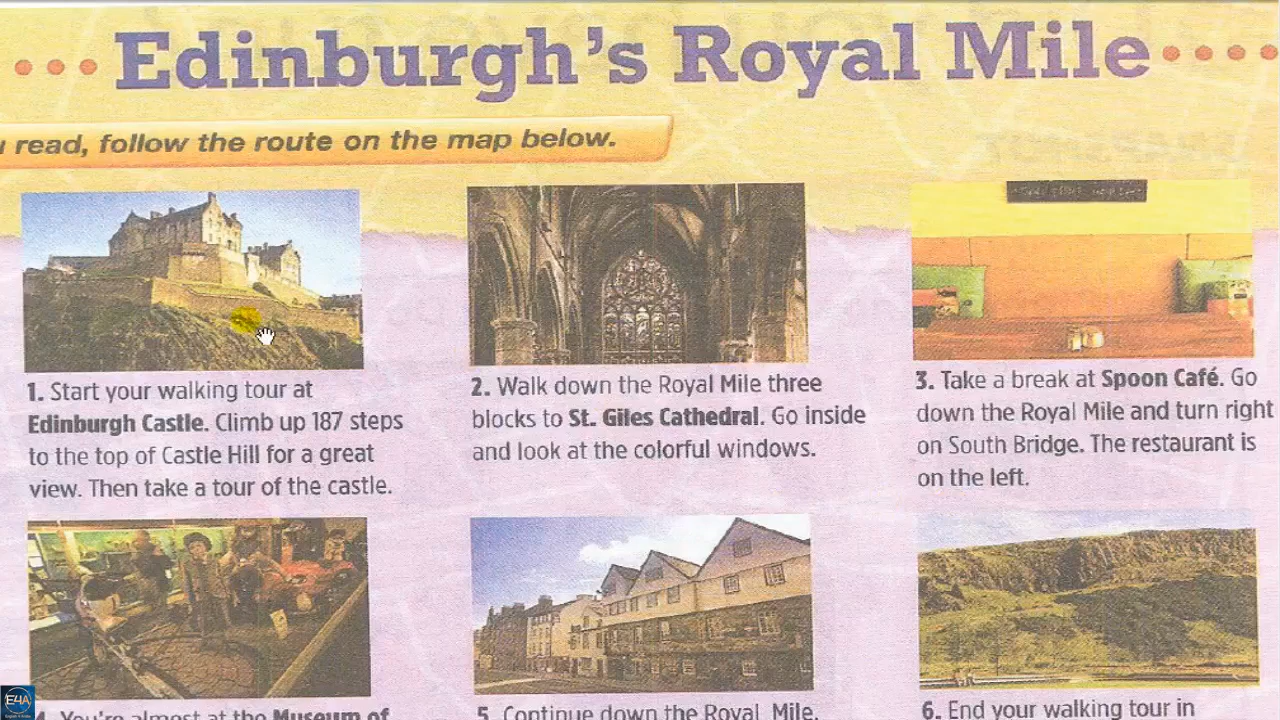 Edinburgh's Royal Mile
read, follow the route on the map below.
1. Start your walking tour at
Edinburgh Castle. Climb up 187 steps
to the top of Castle Hill for a great
view. Then take a tour of the castle.
2. Walk down the Royal Mile three
blocks to St. Giles Cathedral. Go inside
and look at the colorful windows.
3. Take a break at Spoon Café. Go
down the Royal Mile and turn right
on South Bridge. The restaurant is
on the left.
4. You're almost at the Museum of
5. Continue down the Royal Mile.
6. End your walking tour in
E4A